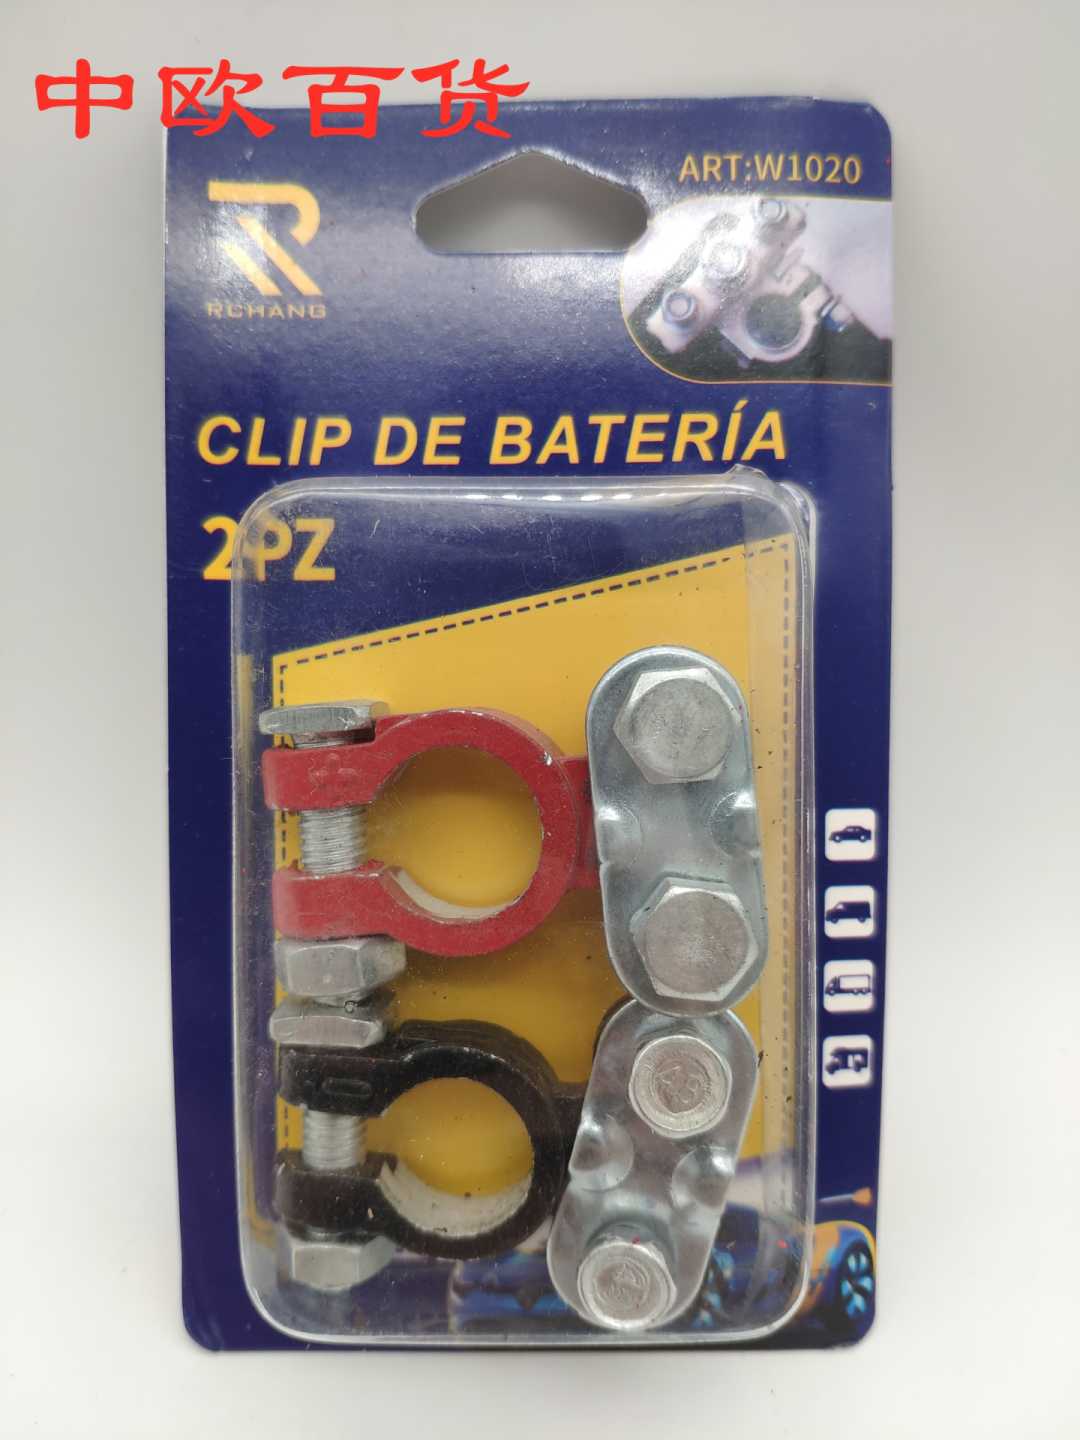 中欧百货
ART:W1020
RCHANG
CLIP DE BATERÍA
2PZ